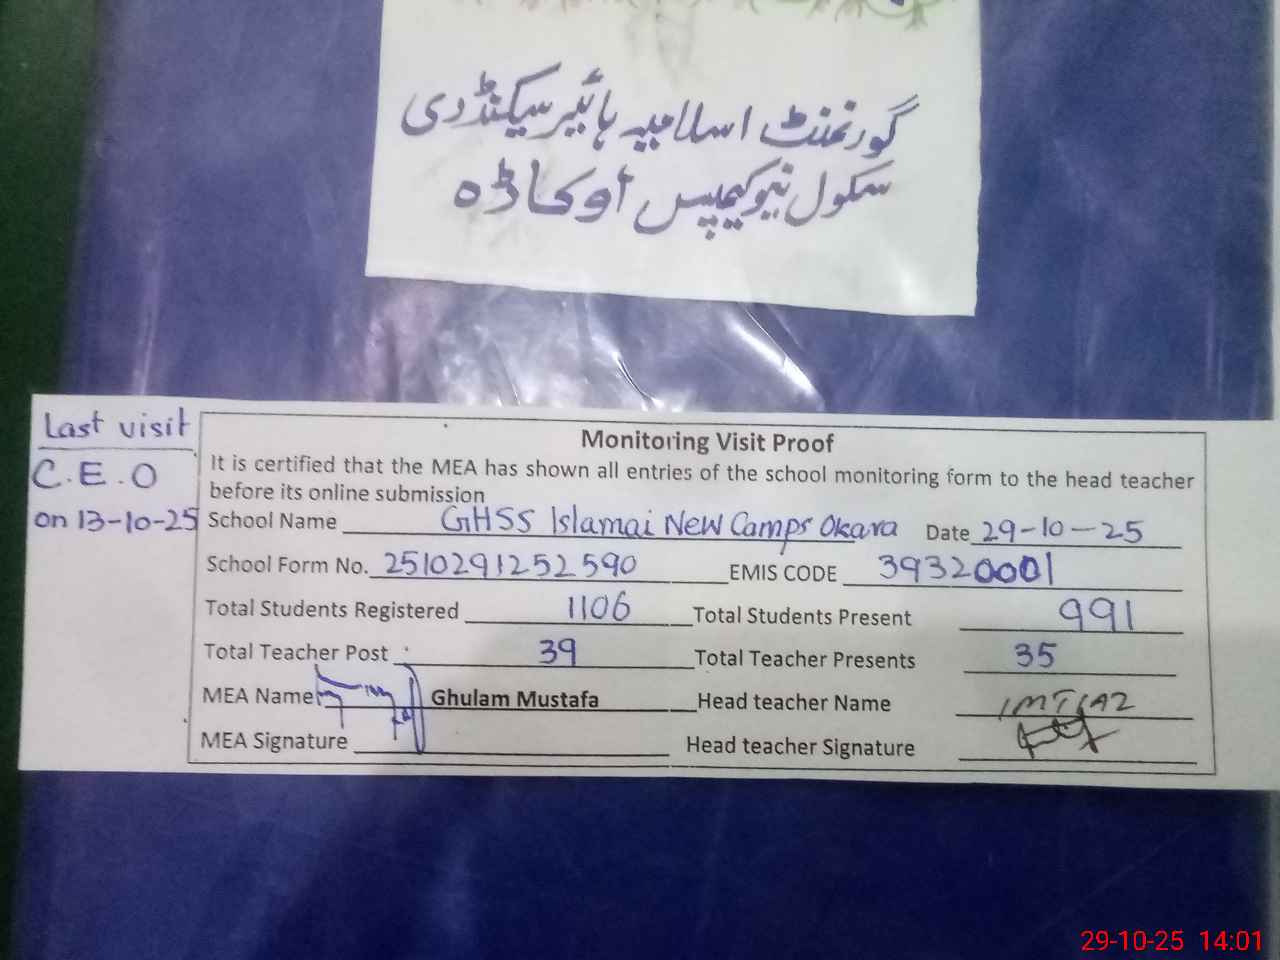 گورنمنٹ اسلامیہ ہائیر سیکنڈری
سکول نیو کیمپس اوکاڑہ
Last visit
C.E.O
on 13-10-25
Monitoring Visit Proof
It is certified that the MEA has shown all entries of the school monitoring form to the head teacher
before its online submission
School Name GHSS Islamai New Camps Okara Date 29-10-25
School Form No. 2510291252590 EMIS CODE 39320001
Total Students Registered 1106 Total Students Present 991
Total Teacher Post 39 Total Teacher Presents 35
MEA Name Ghulam Mustafa Head teacher Name IMTIAZ
MEA Signature Head teacher Signature
29-10-25 14:01